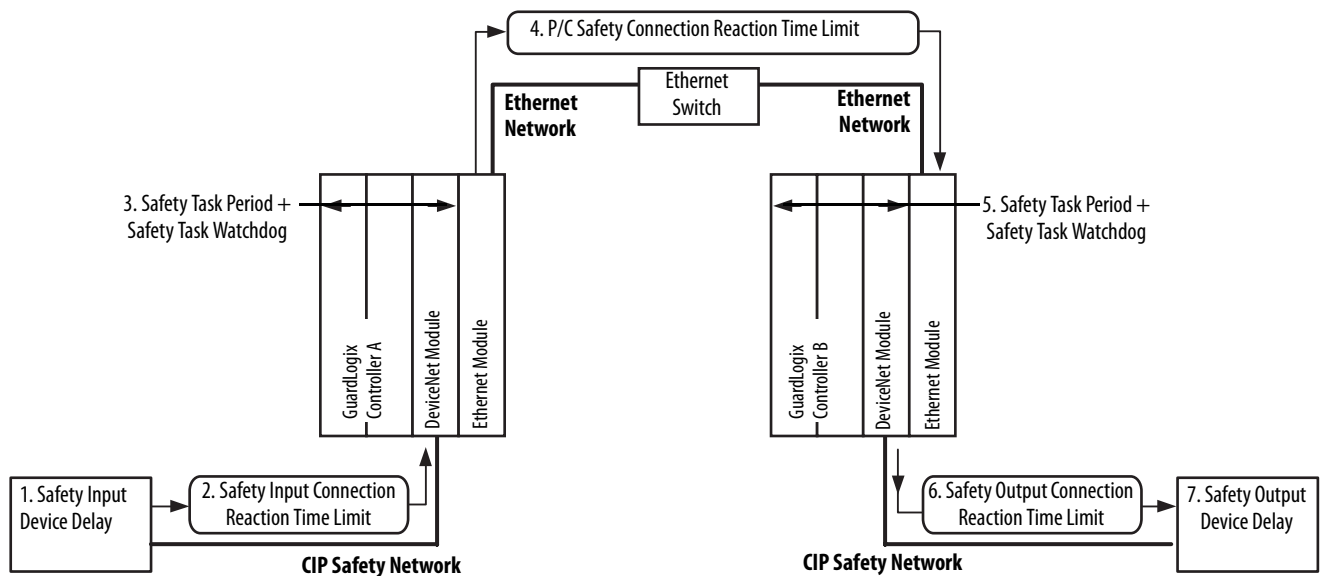 4. P/C Safety Connection Reaction Time Limit
Ethernet
Switch
Ethernet
Network
Ethernet
Network
3. Safety Task Period +
Safety Task Watchdog
5. Safety Task Period +
Safety Task Watchdog
GuardLogix
Controller A
DeviceNet Module
Ethernet Module
GuardLogix
Controller B
DeviceNet Module
Ethernet Module
1. Safety Input
Device Delay
2. Safety Input Connection
Reaction Time Limit
6. Safety Output Connection
Reaction Time Limit
7. Safety Output
Device Delay
CIP Safety Network
CIP Safety Network